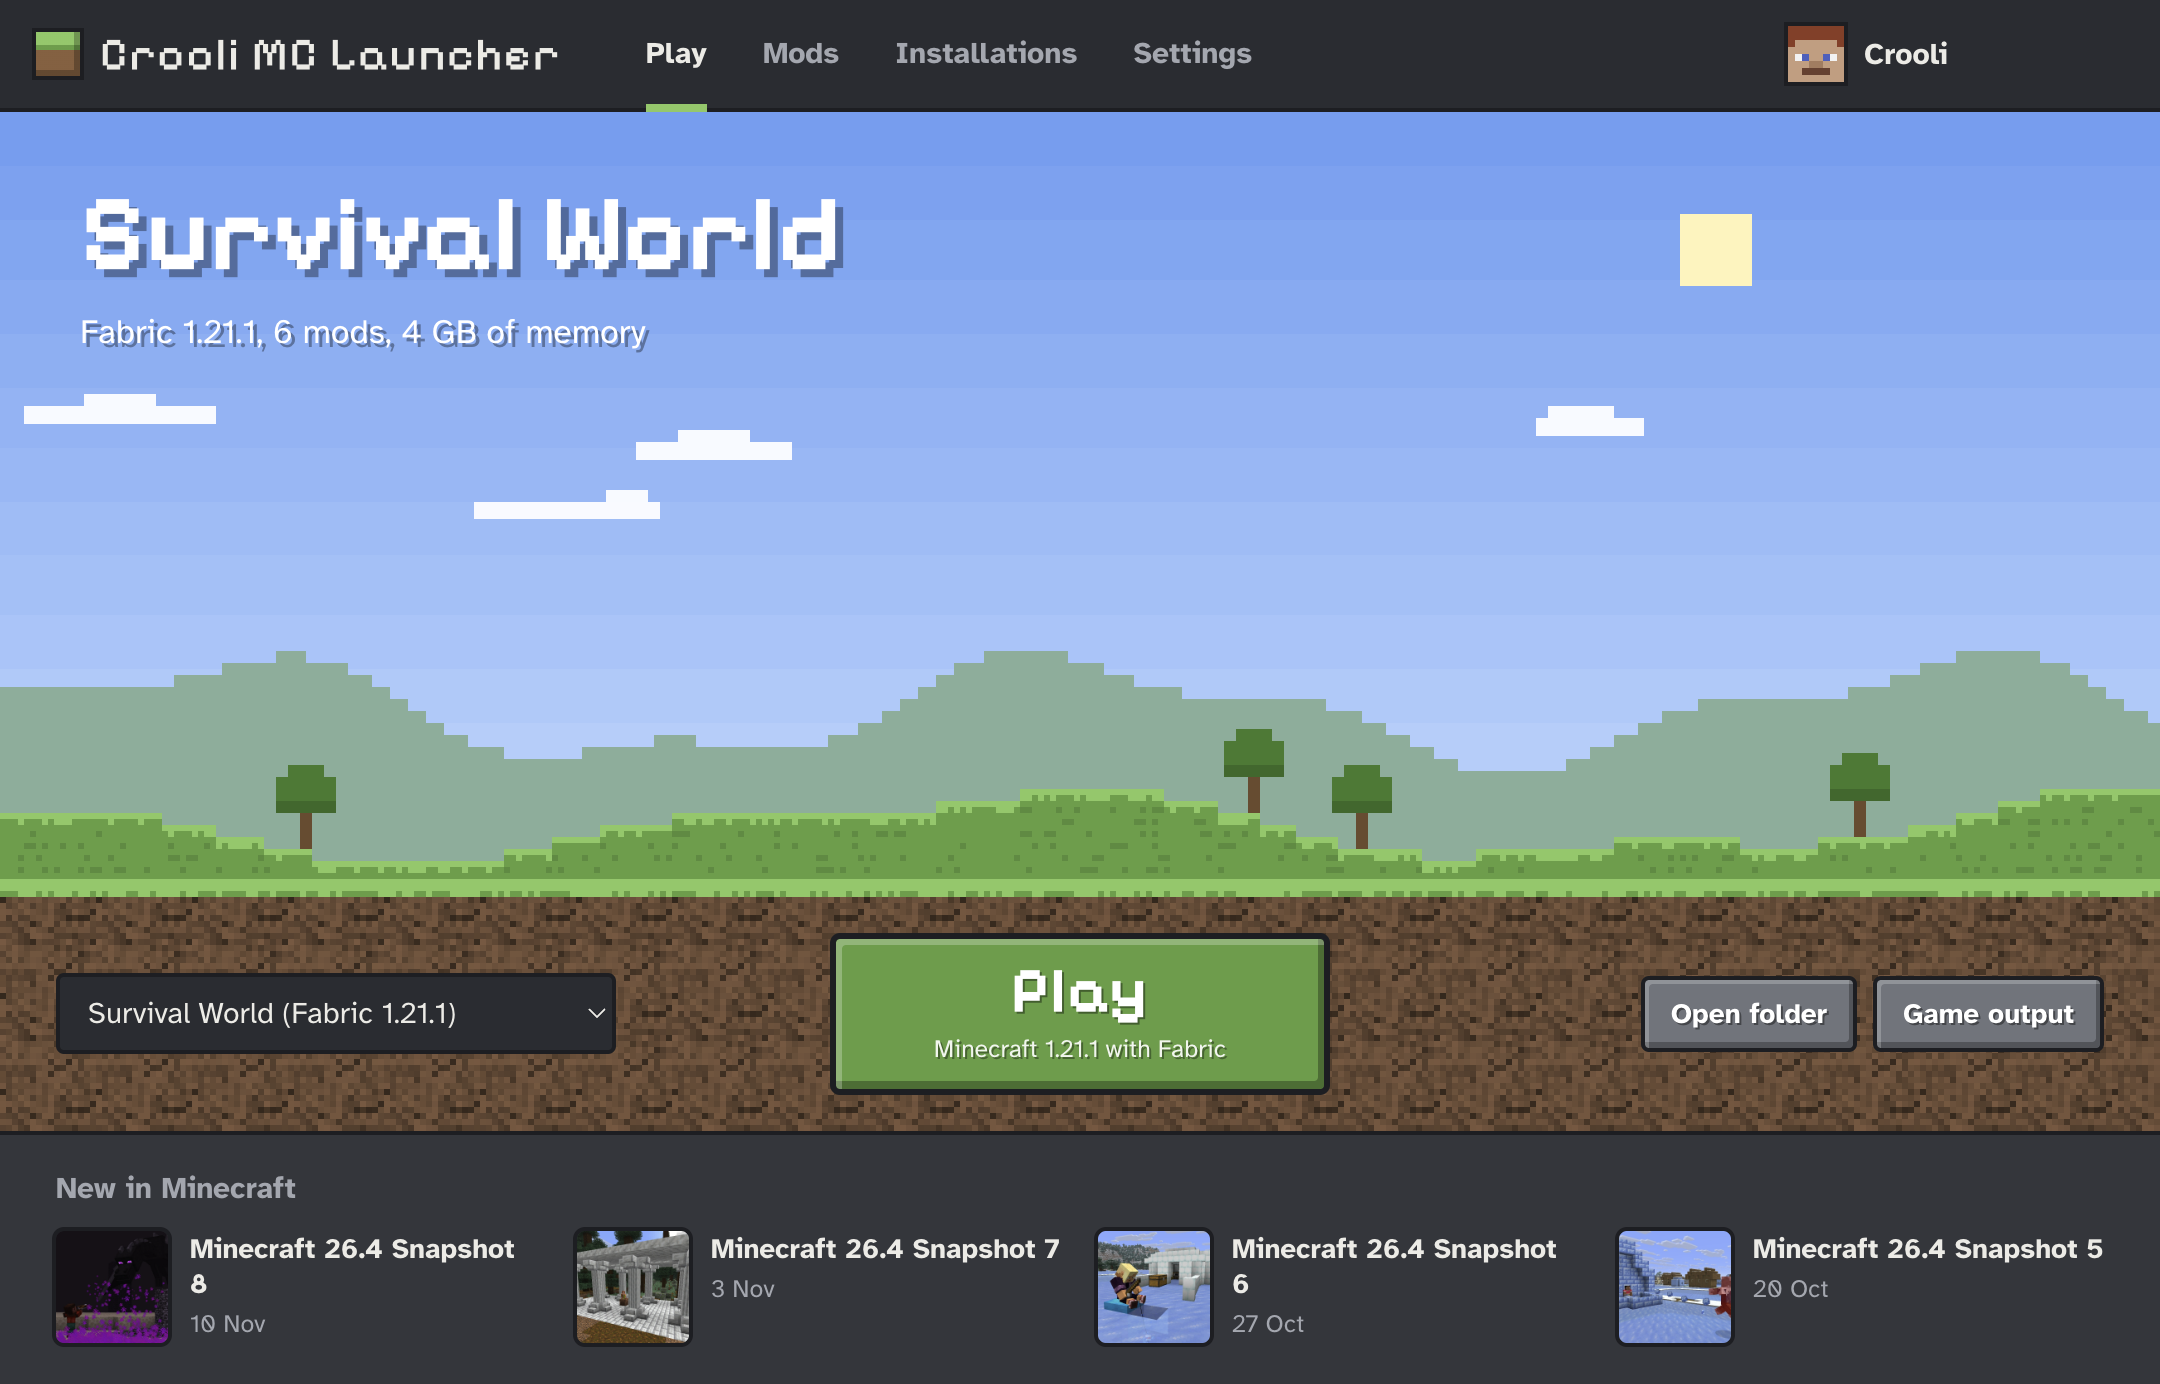 Crooli MC Launcher
Play
Mods
Installations
Settings
Crooli
Survival World
Fabric 1.21.1, 6 mods, 4 GB of memory
Survival World (Fabric 1.21.1)
Play
Minecraft 1.21.1 with Fabric
Open folder
Game output
New in Minecraft
Minecraft 26.4 Snapshot
8
10 Nov
Minecraft 26.4 Snapshot 7
3 Nov
Minecraft 26.4 Snapshot
6
27 Oct
Minecraft 26.4 Snapshot 5
20 Oct